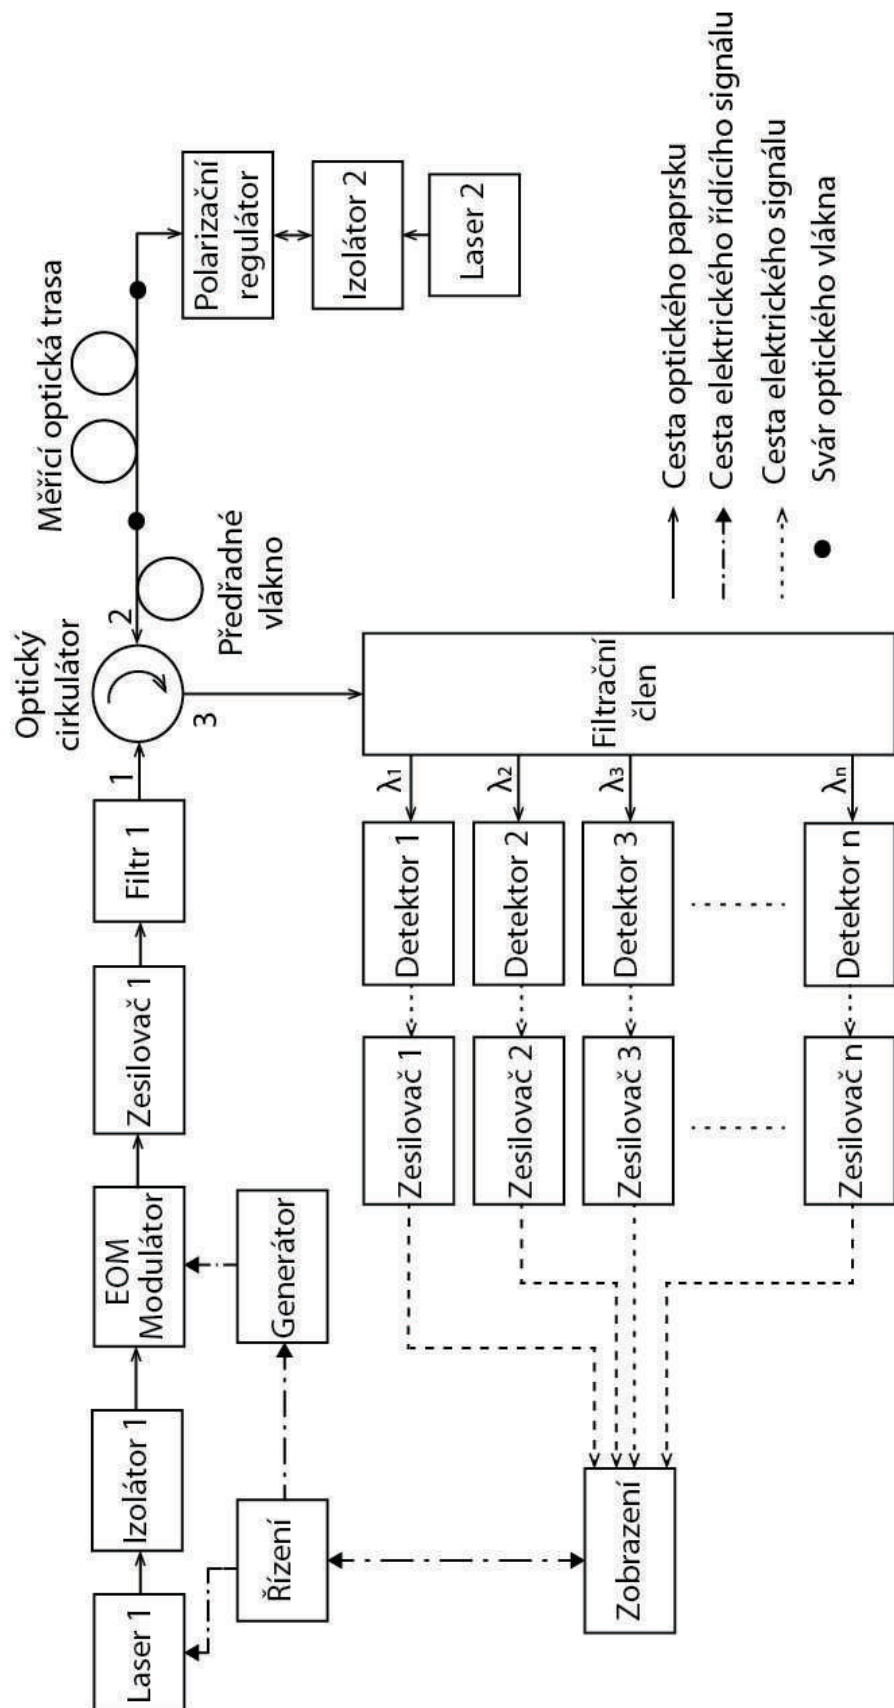 Laser 1
Izolátor 1
EOM
Modulátor
Zesilovač 1
Filtr 1
1
Optický
cirkulátor
2
3
Předřadné
vlákno
Měřící optická trasa
Polarizační
regulátor
Izolátor 2
Laser 2
Řízení
Generátor
Zobrazení
Zesilovač 1
Zesilovač 2
Zesilovač 3
Zesilovač n
Detektor 1
Detektor 2
Detektor 3
Detektor n
λ1
λ2
λ3
λn
Filtrační
člen
Cesta optického paprsku
Cesta elektrického řídícího signálu
Cesta elektrického signálu
Svár optického vlákna